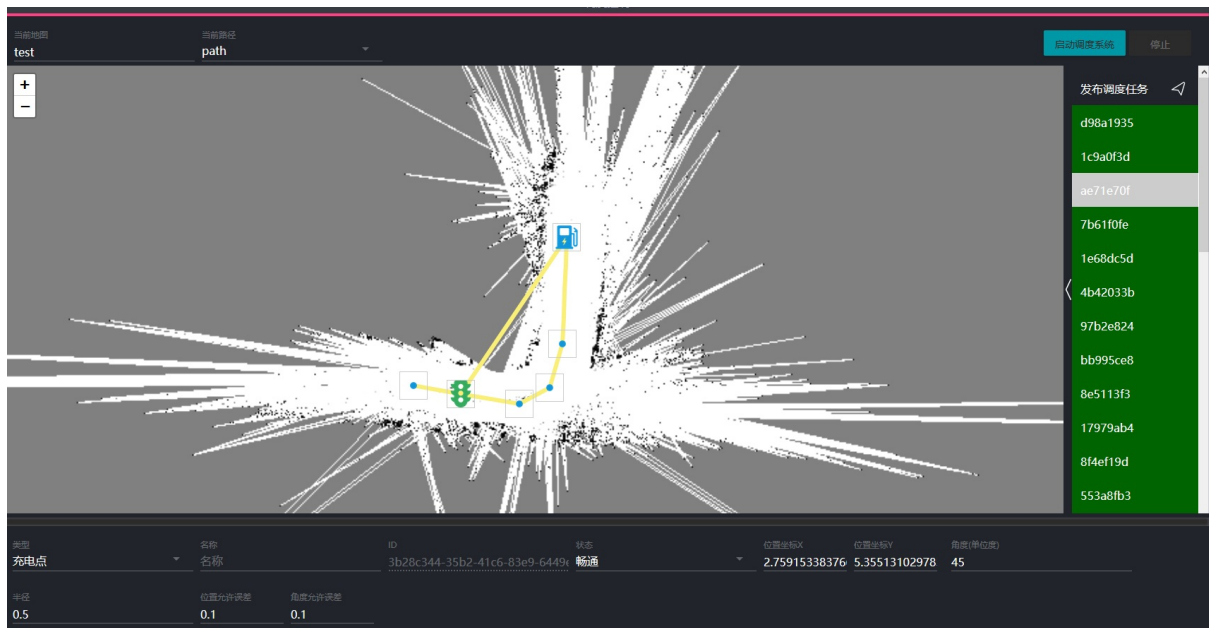 当前地图
当前路径
test
path
启动调度系统
停止
+
−
发布调度任务
d98a1935
1c9a0f3d
ae71e70f
7b61f0fe
1e68dc5d
4b42033b
97b2e824
bb995ce8
8e5113f3
17979ab4
8f4ef19d
553a8fb3
类型
名称
ID
状态
位置坐标X
位置坐标Y
角度(单位度)
充电点
名称
3b28c344-35b2-41c6-83e9-6449
畅通
2.7591533837
5.35513102978
45
半径
位置允许误差
角度允许误差
0.5
0.1
0.1